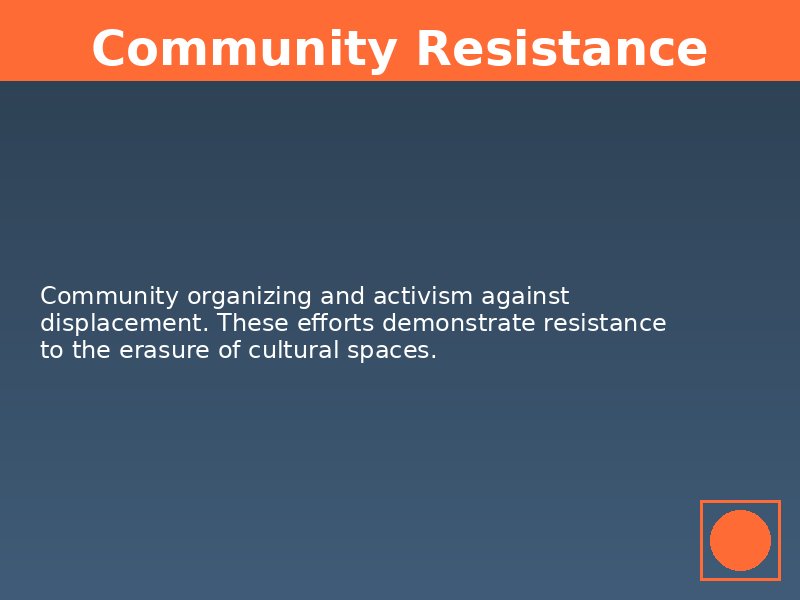 Community Resistance
Community organizing and activism against
displacement. These efforts demonstrate resistance
to the erasure of cultural spaces.